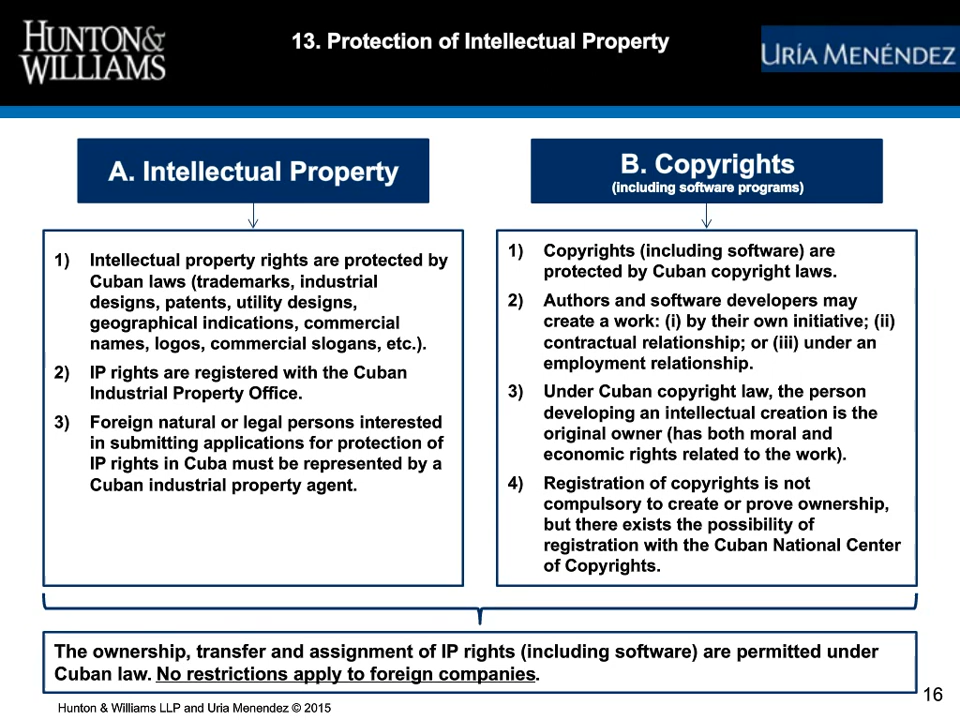 HUNTON&
WILLIAMS
13. Protection of Intellectual Property
URÍA MENÉNDEZ
A. Intellectual Property
1) Intellectual property rights are protected by
Cuban laws (trademarks, industrial
designs, patents, utility designs,
geographical indications, commercial
names, logos, commercial slogans, etc.).
2) IP rights are registered with the Cuban
Industrial Property Office.
3) Foreign natural or legal persons interested
in submitting applications for protection of
IP rights in Cuba must be represented by a
Cuban industrial property agent.
B. Copyrights
(including software programs)
1) Copyrights (including software) are
protected by Cuban copyright laws.
2) Authors and software developers may
create a work: (i) by their own initiative; (ii)
contractual relationship; or (iii) under an
employment relationship.
3) Under Cuban copyright law, the person
developing an intellectual creation is the
original owner (has both moral and
economic rights related to the work).
4) Registration of copyrights is not
compulsory to create or prove ownership,
but there exists the possibility of
registration with the Cuban National Center
of Copyrights.
The ownership, transfer and assignment of IP rights (including software) are permitted under
Cuban law. No restrictions apply to foreign companies.
16
Hunton & Williams LLP and Uria Menendez © 2015